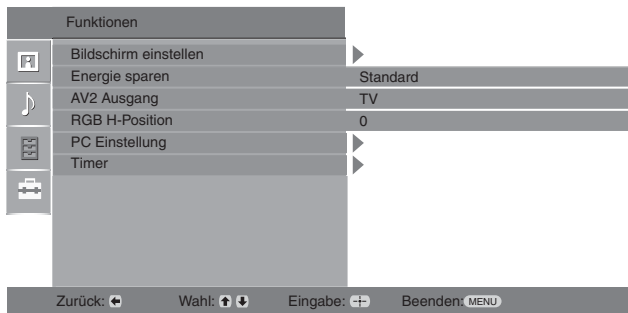 Funktionen
Bildschirm einstellen
Energie sparen Standard
AV2 Ausgang TV
RGB H-Position 0
PC Einstellung
Timer
Zurück: Wahl: Eingabe: Beenden: MENU